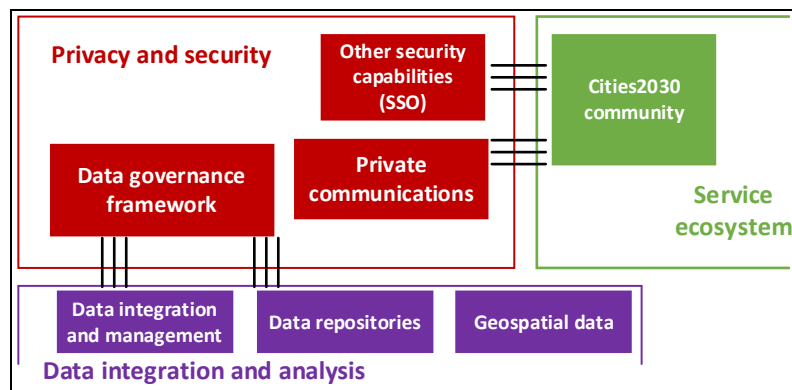 Privacy and security
Other security
capabilities
(SSO)
Cities2030
community
Data governance
framework
Private
communications
Service
ecosystem
Data integration
and management
Data repositories
Geospatial data
Data integration and analysis